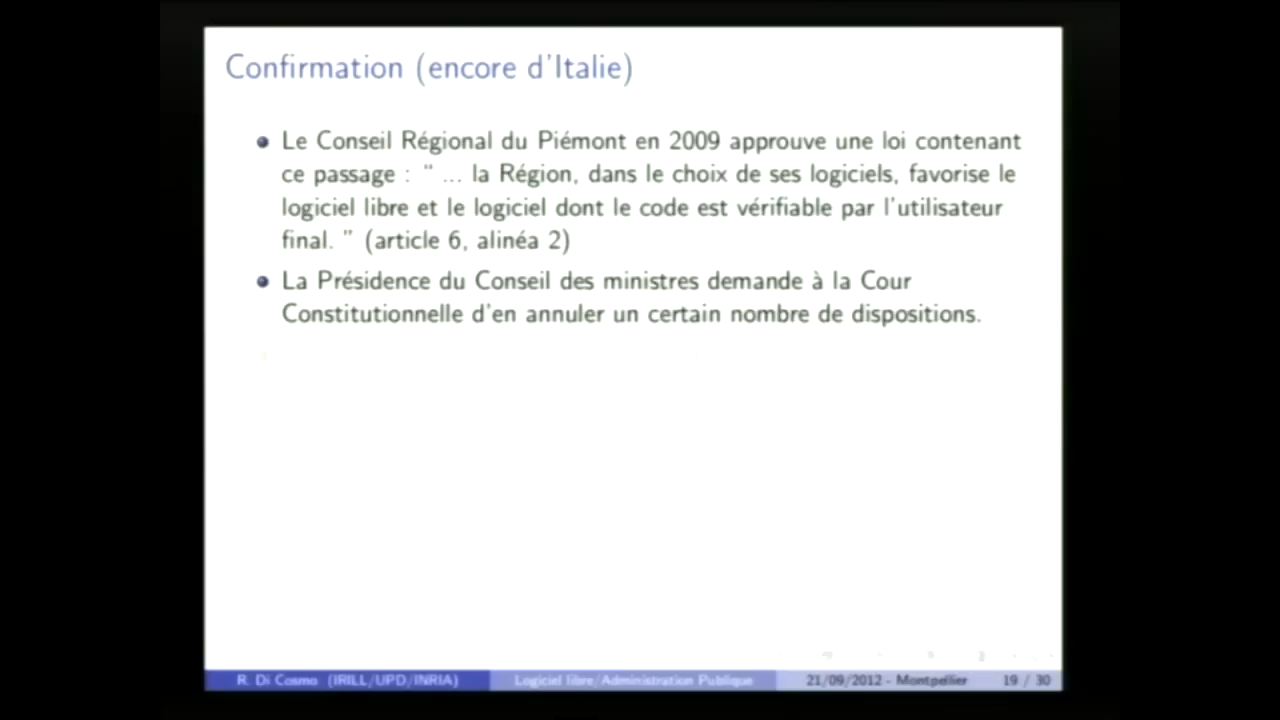 Confirmation (encore d'Italie)
Le Conseil Régional du Piémont en 2009 approuve une loi contenant
ce passage : “ ... la Région, dans le choix de ses logiciels, favorise le
logiciel libre et le logiciel dont le code est vérifiable par l'utilisateur
final. ” (article 6, alinéa 2)
La Présidence du Conseil des ministres demande à la Cour
Constitutionnelle d'en annuler un certain nombre de dispositions.
R. Di Cosmo (IRILL/UPD/INRIA) Logiciel libre/Administration Publique 21/09/2012 - Montpellier 19 / 30